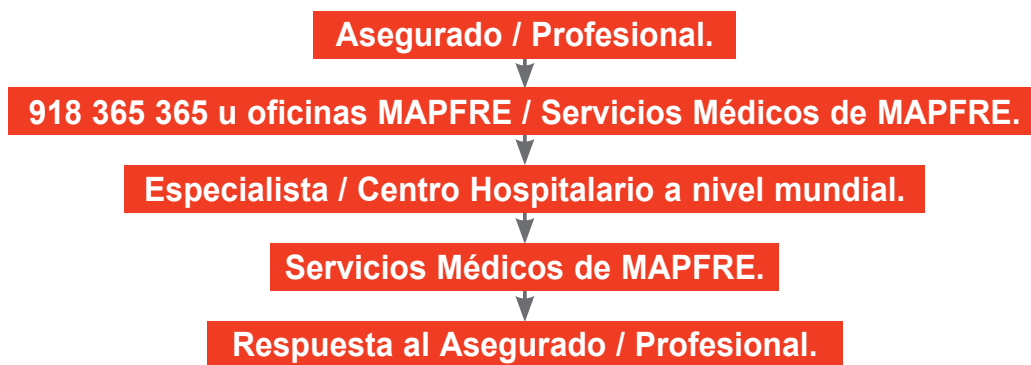 Asegurado / Profesional.
918 365 365 u oficinas MAPFRE / Servicios Médicos de MAPFRE.
Especialista / Centro Hospitalario a nivel mundial.
Servicios Médicos de MAPFRE.
Respuesta al Asegurado / Profesional.